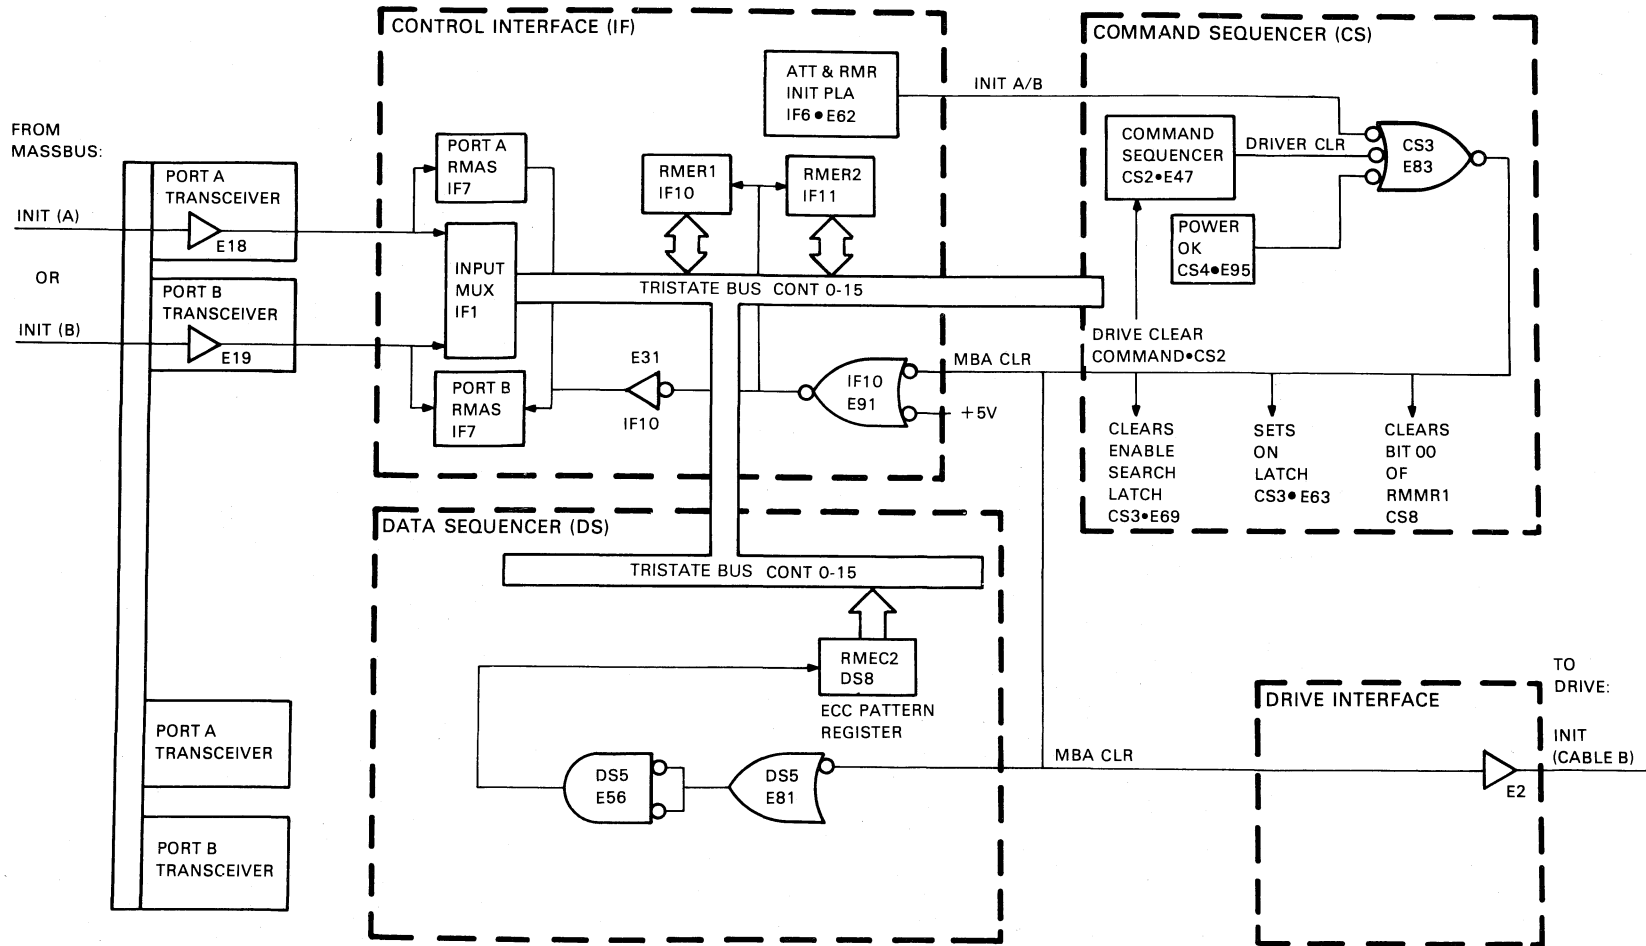 CONTROL INTERFACE (IF)
COMMAND SEQUENCER (CS)
ATT & RMR
INIT PLA
IF6•E62
INIT A/B
FROM
MASSBUS:
PORT A
RMAS
IF7
RMER1
IF10
RMER2
IF11
COMMAND
SEQUENCER
CS2•E47
DRIVER CLR
CS3
E83
PORT A
TRANSCEIVER
INIT (A)
E18
POWER
OK
CS4•E95
INPUT
MUX
IF1
OR
PORT B
TRANSCEIVER
TRISTATE BUS CONT 0-15
INIT (B)
E19
DRIVE CLEAR
COMMAND•CS2
E31
MBA CLR
PORT B
RMAS
IF7
IF10
IF10
E91
+5V
CLEARS
ENABLE
SEARCH
LATCH
CS3•E69
SETS
ON
LATCH
CS3•E63
CLEARS
BIT 00
OF
RMMR1
CS8
DATA SEQUENCER (DS)
TRISTATE BUS CONT 0-15
RMEC2
DS8
ECC PATTERN
REGISTER
TO
DRIVE:
DRIVE INTERFACE
PORT A
TRANSCEIVER
DS5
E56
DS5
E81
MBA CLR
INIT
(CABLE B)
E2
PORT B
TRANSCEIVER